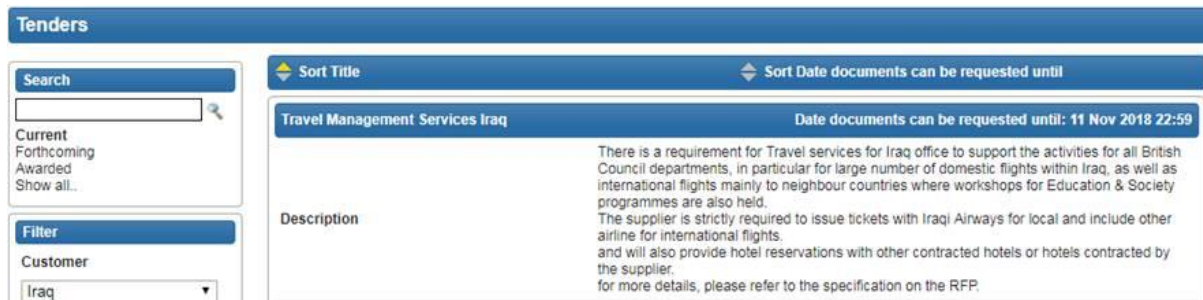 Tenders
Search
Current
Forthcoming
Awarded
Show all..
Filter
Customer
Iraq
Sort Title
Sort Date documents can be requested until
Travel Management Services Iraq
Date documents can be requested until: 11 Nov 2018 22:59
Description
There is a requirement for Travel services for Iraq office to support the activities for all British
Council departments, in particular for large number of domestic flights within Iraq, as well as
international flights mainly to neighbour countries where workshops for Education & Society
programmes are also held.
The supplier is strictly required to issue tickets with Iraqi Airways for local and include other
airline for international flights.
and will also provide hotel reservations with other contracted hotels or hotels contracted by
the supplier.
for more details, please refer to the specification on the RFP.